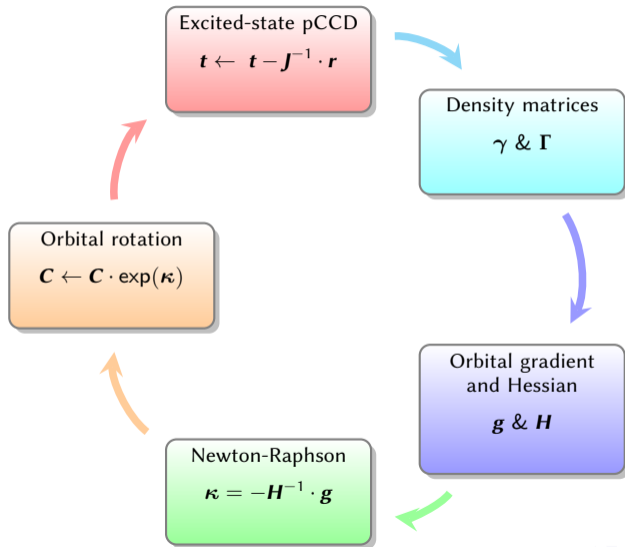 Excited-state pCCD
t ← t − J⁻¹ · r
Density matrices
γ & Γ
Orbital gradient
and Hessian
g & H
Newton-Raphson
κ = −H⁻¹ · g
Orbital rotation
C ← C · exp(κ)